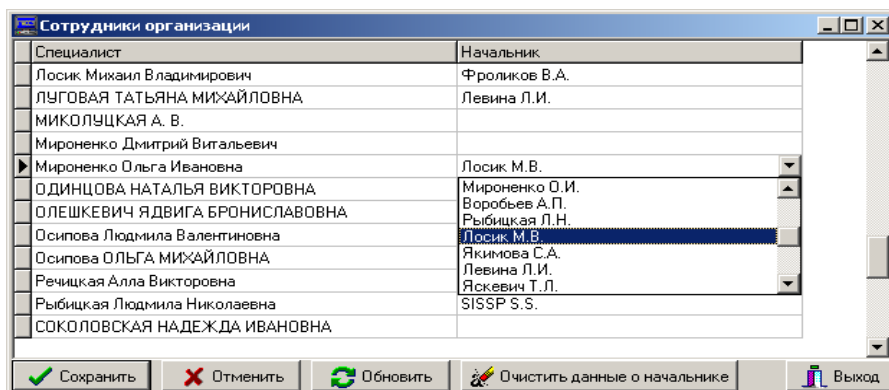 Сотрудники организации
Специалист Начальник
Лосик Михаил Владимирович Фроликов В.А.
ЛУГОВАЯ ТАТЬЯНА МИХАЙЛОВНА Левина Л.И.
МИКОЛУЦКАЯ А. В.
Мироненко Дмитрий Витальевич
Мироненко Ольга Ивановна Лосик М.В.
ОДИНЦОВА НАТАЛЬЯ ВИКТОРОВНА Мироненко О.И.
Воробьев А.П.
ОЛЕШКЕВИЧ ЯДВИГА БРОНИСЛАВОВНА Рыбицкая Л.Н.
Осипова Людмила Валентиновна Лосик М.В.
Осипова ОЛЬГА МИХАЙЛОВНА Якимова С.А.
Левина Л.И.
Речицкая Алла Викторовна Яскевич Т.Л.
Рыбицкая Людмила Николаевна SISSP S.S.
СОКОЛОВСКАЯ НАДЕЖДА ИВАНОВНА
Сохранить Отменить Обновить Очистить данные о начальнике Выход